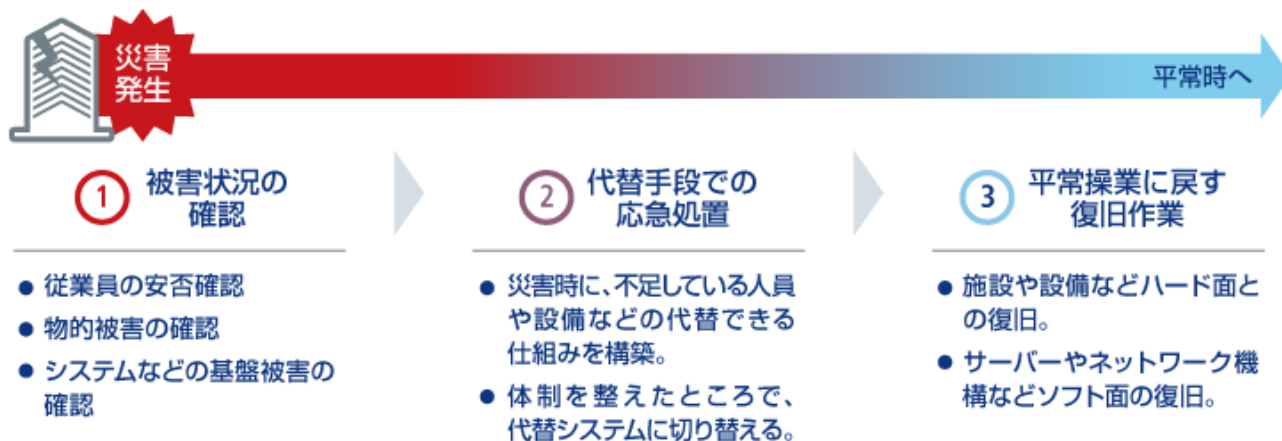 災害
発生
平常時へ
1
被害状況の
確認
● 従業員の安否確認
● 物的被害の確認
● システムなどの基盤被害の
確認
2
代替手段での
応急処置
● 災害時に、不足している人員
や設備などの代替できる
仕組みを構築。
● 体制を整えたところで、
代替システムに切り替える。
3
平常操業に戻す
復旧作業
● 施設や設備などハード面と
の復旧。
● サーバーやネットワーク機
構などソフト面の復旧。